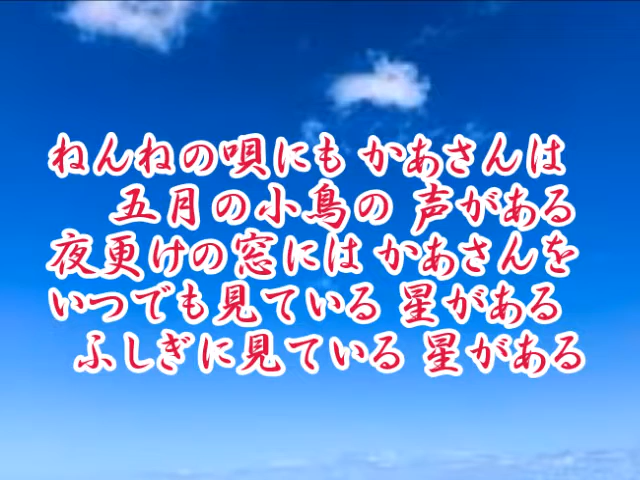 ねんねの唄にも かあさんは
五月の小鳥の 声がある
夜更けの窓には かあさんを
いつでも見ている 星がある
ふしぎに見ている 星がある